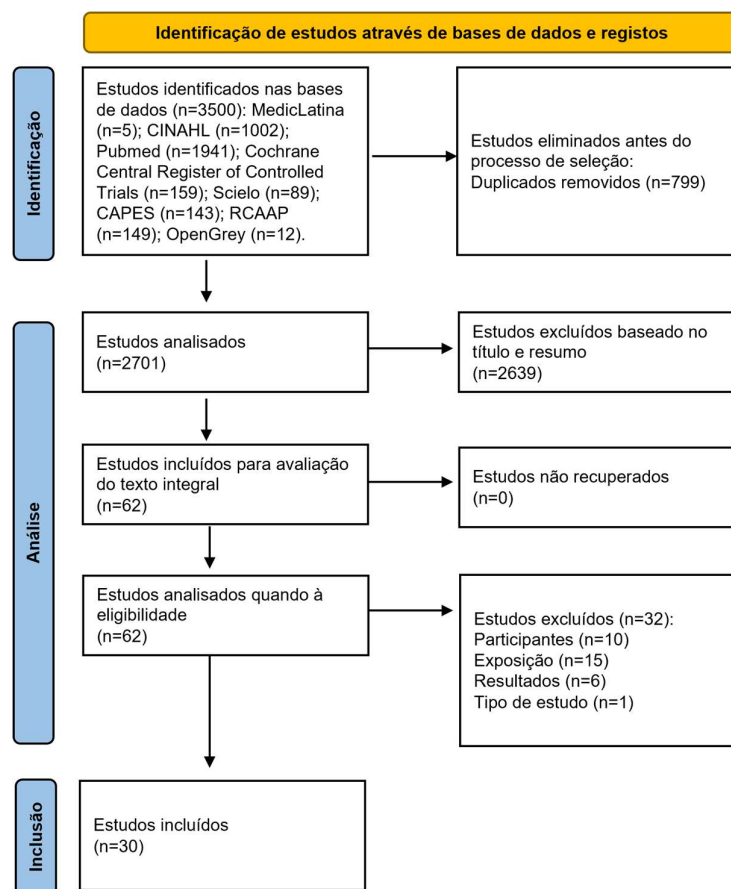 Identificação de estudos através de bases de dados e registos
Identificação
Estudos identificados nas bases
de dados (n=3500): MedicLatina
(n=5); CINAHL (n=1002);
Pubmed (n=1941); Cochrane
Central Register of Controlled
Trials (n=159); Scielo (n=89);
CAPES (n=143); RCAAP
(n=149); OpenGrey (n=12).
Estudos eliminados antes do
processo de seleção:
Duplicados removidos (n=799)
Análise
Estudos analisados
(n=2701)
Estudos excluídos baseado no
título e resumo
(n=2639)
Estudos incluídos para avaliação
do texto integral
(n=62)
Estudos não recuperados
(n=0)
Estudos analisados quando à
eligibilidade
(n=62)
Estudos excluídos (n=32):
Participantes (n=10)
Exposição (n=15)
Resultados (n=6)
Tipo de estudo (n=1)
Inclusão
Estudos incluídos
(n=30)